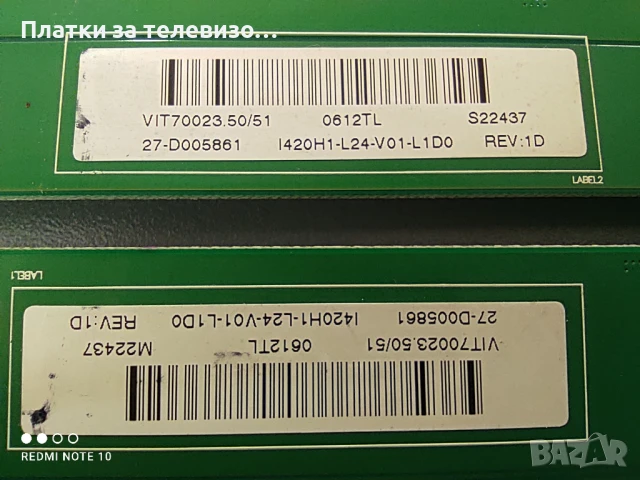 Платки за телевизо...
VIT70023.50/51 0612TL S22437
27-D005861 I420H1-L24-V01-L1D0 REV:1D
LABEL2
LABEL1
VIT70023.50/51 0612TL M22437
27-D005861 I420H1-L24-V01-L1D0 REV:1D
REDMI NOTE 10
BAZAR